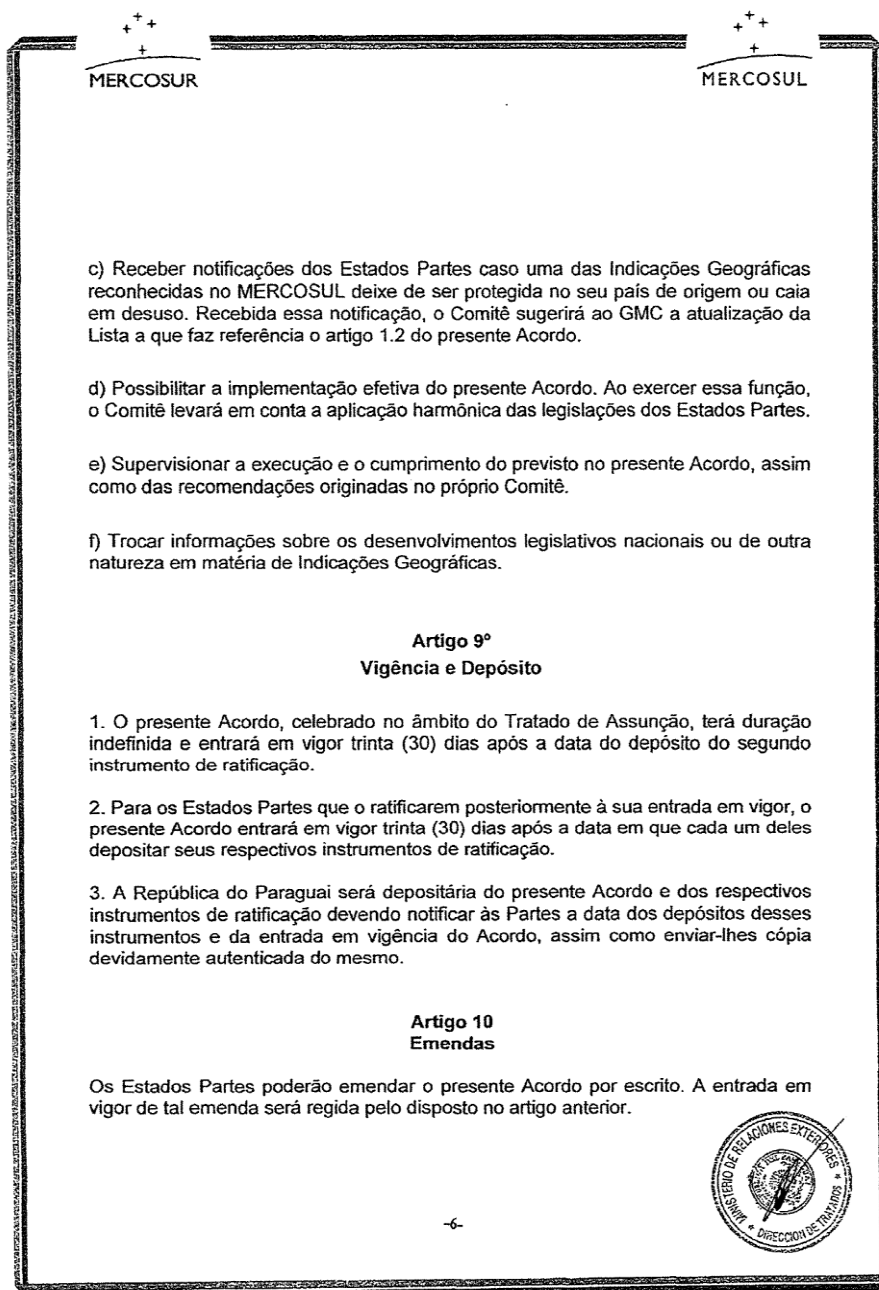 MERCOSUR
MERCOSUL
c) Receber notificações dos Estados Partes caso uma das Indicações Geográficas
reconhecidas no MERCOSUL deixe de ser protegida no seu país de origem ou caia
em desuso. Recebida essa notificação, o Comitê sugerirá ao GMC a atualização da
Lista a que faz referência o artigo 1.2 do presente Acordo.
d) Possibilitar a implementação efetiva do presente Acordo. Ao exercer essa função,
o Comitê levará em conta a aplicação harmônica das legislações dos Estados Partes.
e) Supervisionar a execução e o cumprimento do previsto no presente Acordo, assim
como das recomendações originadas no próprio Comitê.
f) Trocar informações sobre os desenvolvimentos legislativos nacionais ou de outra
natureza em matéria de Indicações Geográficas.
Artigo 9º
Vigência e Depósito
1. O presente Acordo, celebrado no âmbito do Tratado de Assunção, terá duração
indefinida e entrará em vigor trinta (30) dias após a data do depósito do segundo
instrumento de ratificação.
2. Para os Estados Partes que o ratificarem posteriormente à sua entrada em vigor, o
presente Acordo entrará em vigor trinta (30) dias após a data em que cada um deles
depositar seus respectivos instrumentos de ratificação.
3. A República do Paraguai será depositária do presente Acordo e dos respectivos
instrumentos de ratificação devendo notificar às Partes a data dos depósitos desses
instrumentos e da entrada em vigência do Acordo, assim como enviar-lhes cópia
devidamente autenticada do mesmo.
Artigo 10
Emendas
Os Estados Partes poderão emendar o presente Acordo por escrito. A entrada em
vigor de tal emenda será regida pelo disposto no artigo anterior.
MINISTERIO DE RELACIONES EXTERIORES
DIRECCION DE TRATADOS
-6-